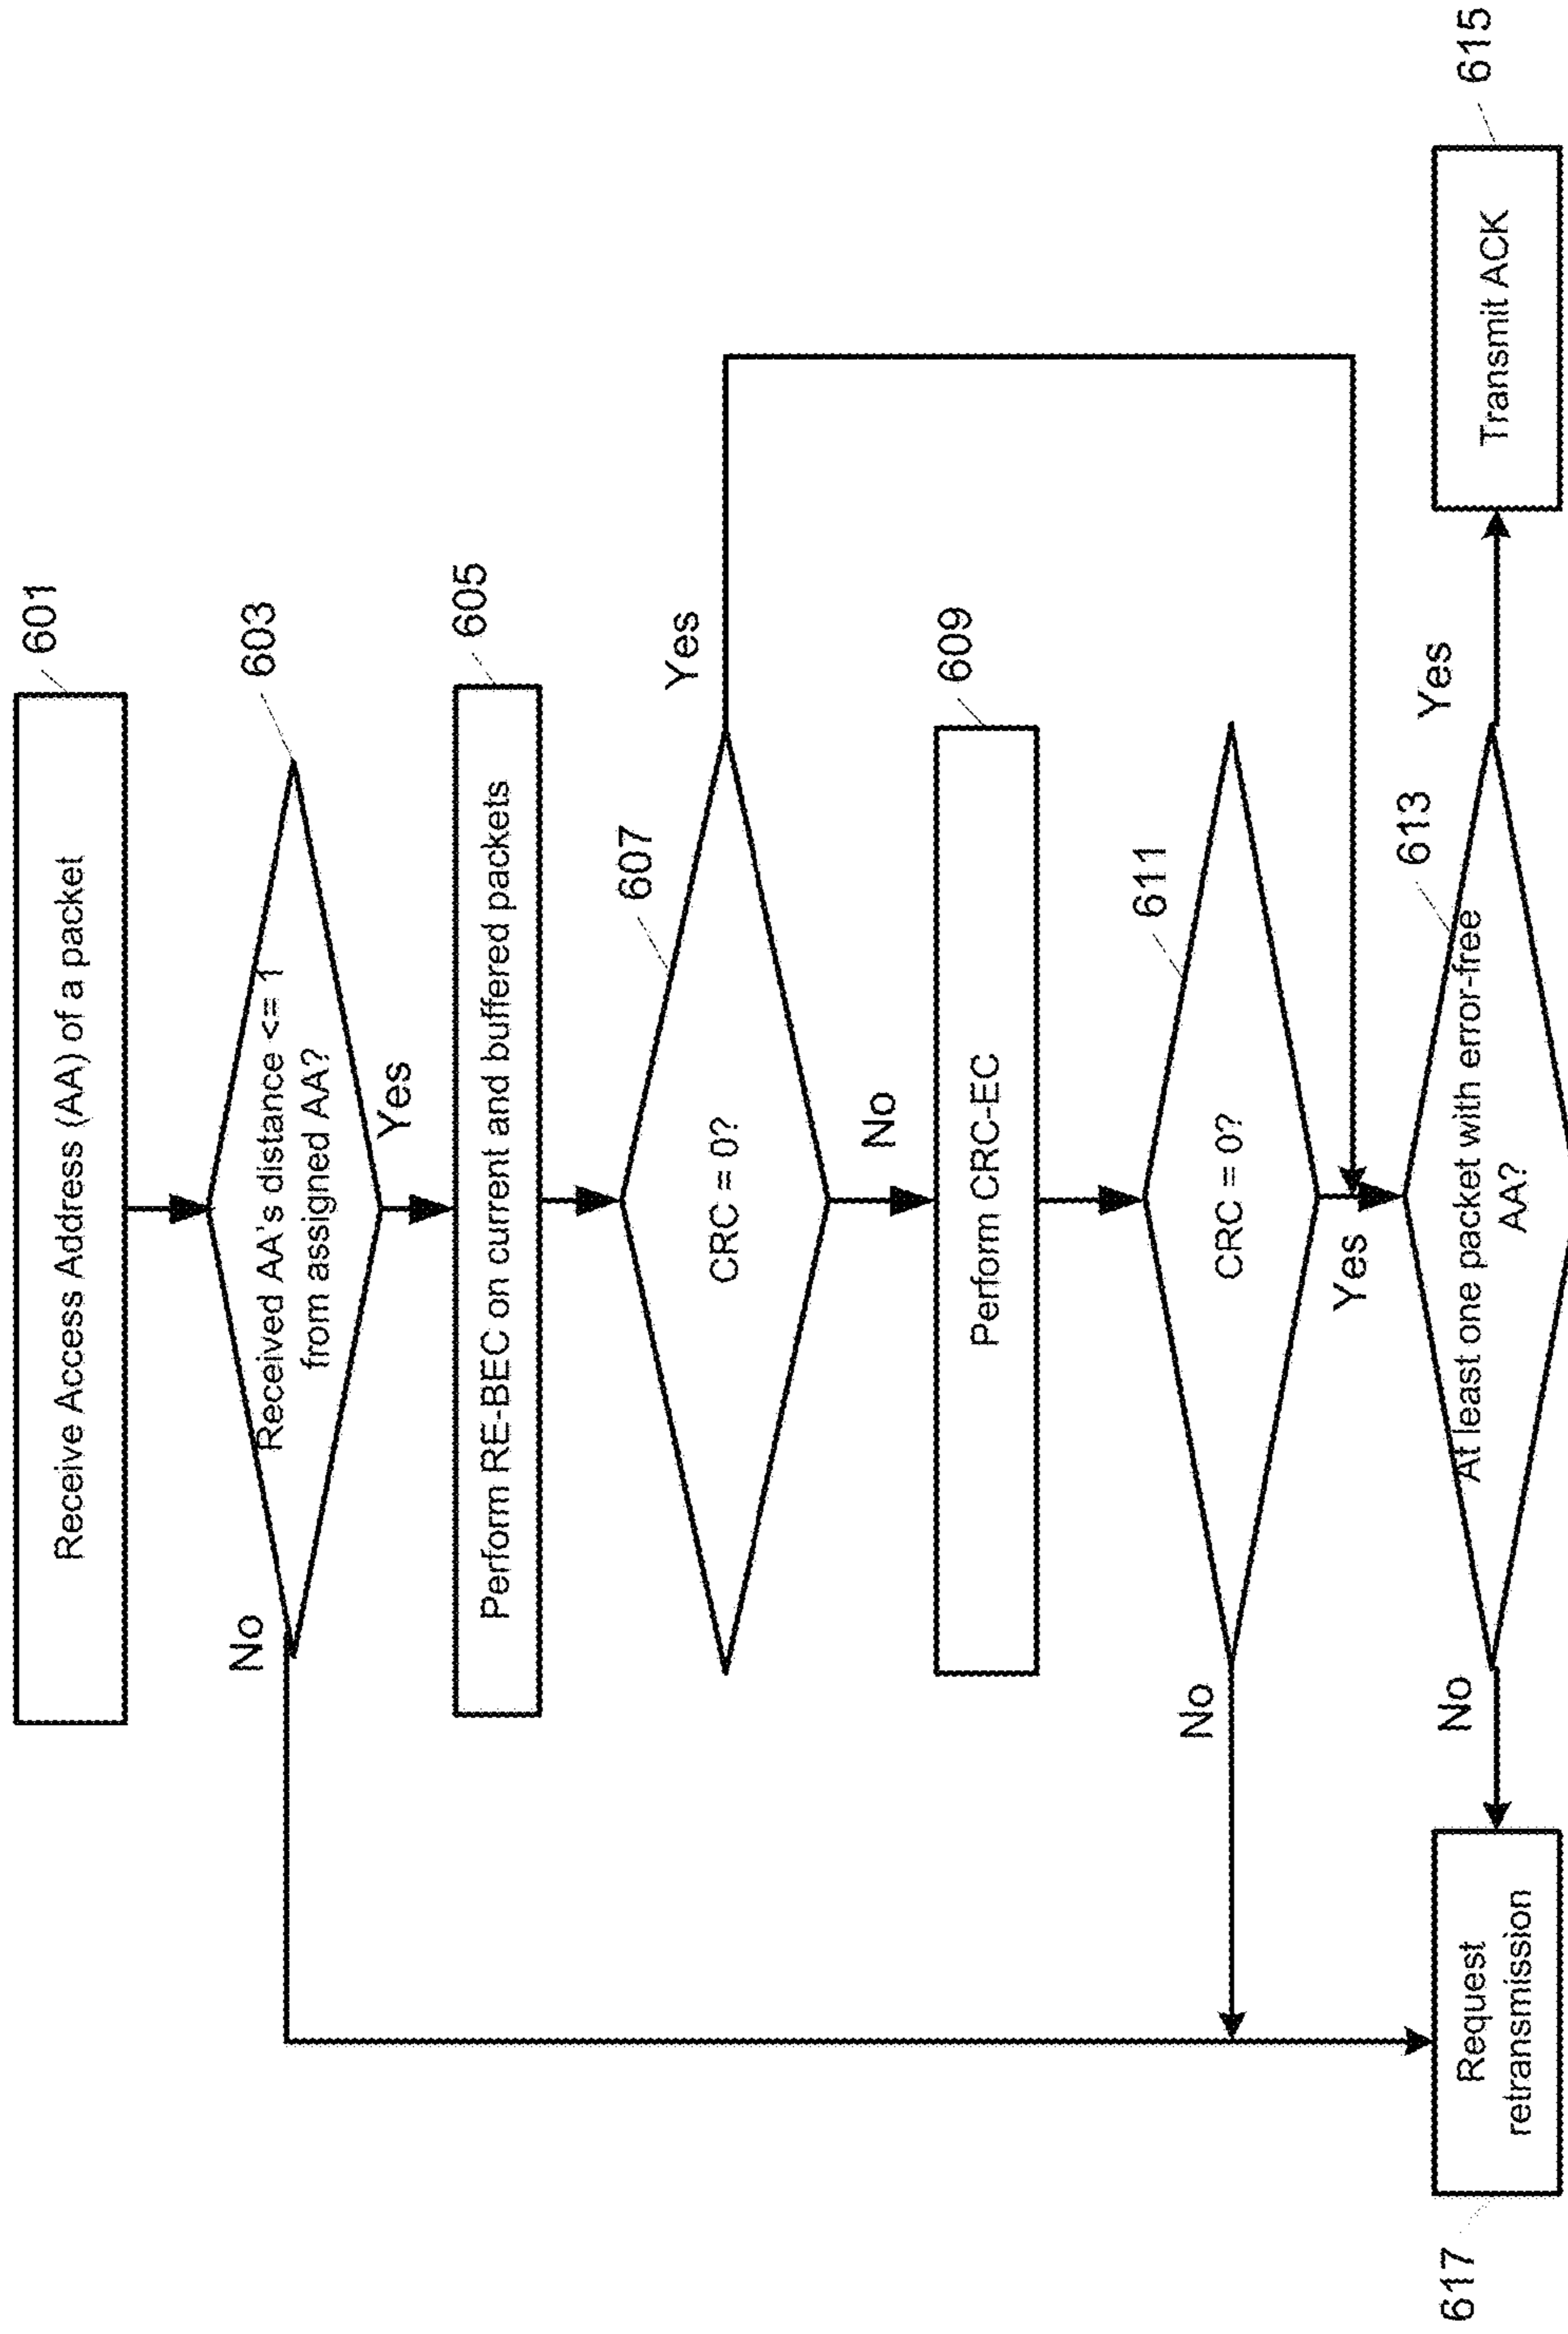 601
Receive Access Address (AA) of a packet
603
Received AA's distance <= 1
from assigned AA?
No
Yes
605
Perform RE-BEC on current and buffered packets
607
CRC = 0?
Yes
No
609
Perform CRC-EC
611
CRC = 0?
No
Yes
613
At least one packet with error-free
AA?
No
Yes
615
Transmit ACK
617
Request
retransmission